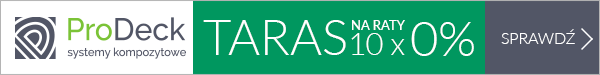 ProDeck
systemy kompozytowe
TARAS NA RATY 10 x 0%
SPRAWDŹ